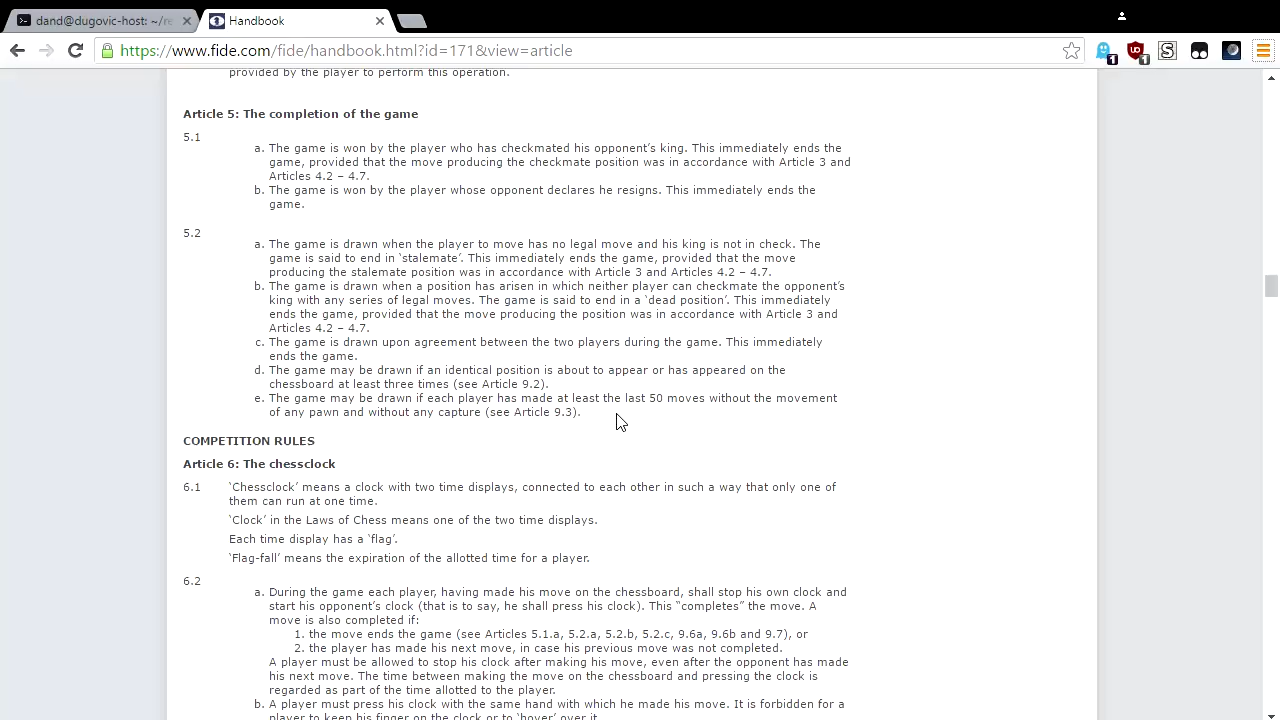 dand@dugovic-host: ~/re
Handbook
https://www.fide.com/fide/handbook.html?id=171&view=article
provided by the player to perform this operation.
Article 5: The completion of the game
5.1
a. The game is won by the player who has checkmated his opponent’s king. This immediately ends the
game, provided that the move producing the checkmate position was in accordance with Article 3 and
Articles 4.2 – 4.7.
b. The game is won by the player whose opponent declares he resigns. This immediately ends the
game.
5.2
a. The game is drawn when the player to move has no legal move and his king is not in check. The
game is said to end in ‘stalemate’. This immediately ends the game, provided that the move
producing the stalemate position was in accordance with Article 3 and Articles 4.2 – 4.7.
b. The game is drawn when a position has arisen in which neither player can checkmate the opponent’s
king with any series of legal moves. The game is said to end in a ‘dead position’. This immediately
ends the game, provided that the move producing the position was in accordance with Article 3 and
Articles 4.2 – 4.7.
c. The game is drawn upon agreement between the two players during the game. This immediately
ends the game.
d. The game may be drawn if an identical position is about to appear or has appeared on the
chessboard at least three times (see Article 9.2).
e. The game may be drawn if each player has made at least the last 50 moves without the movement
of any pawn and without any capture (see Article 9.3).
COMPETITION RULES
Article 6: The chessclock
6.1 ‘Chessclock’ means a clock with two time displays, connected to each other in such a way that only one of
them can run at one time.
‘Clock’ in the Laws of Chess means one of the two time displays.
Each time display has a ‘flag’.
‘Flag-fall’ means the expiration of the allotted time for a player.
6.2
a. During the game each player, having made his move on the chessboard, shall stop his own clock and
start his opponent’s clock (that is to say, he shall press his clock). This “completes” the move. A
move is also completed if:
1. the move ends the game (see Articles 5.1.a, 5.2.a, 5.2.b, 5.2.c, 9.6a, 9.6b and 9.7), or
2. the player has made his next move, in case his previous move was not completed.
A player must be allowed to stop his clock after making his move, even after the opponent has made
his next move. The time between making the move on the chessboard and pressing the clock is
regarded as part of the time allotted to the player.
b. A player must press his clock with the same hand with which he made his move. It is forbidden for a
player to keep his finger on the clock or to ‘hover’ over it.